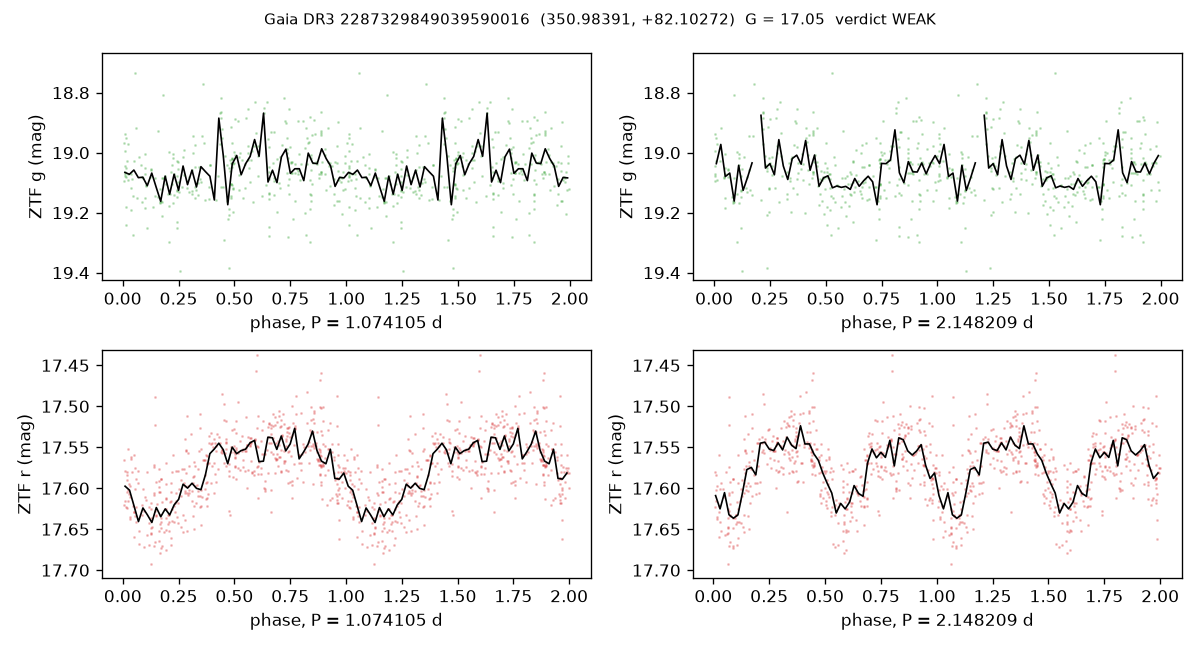 Gaia DR3 2287329849039590016 (350.98391, +82.10272) G = 17.05 verdict WEAK
ZTF g (mag)
18.8
19.0
19.2
19.4
0.00 0.25 0.50 0.75 1.00 1.25 1.50 1.75 2.00
phase, P = 1.074105 d
ZTF g (mag)
18.8
19.0
19.2
19.4
0.00 0.25 0.50 0.75 1.00 1.25 1.50 1.75 2.00
phase, P = 2.148209 d
ZTF r (mag)
17.45
17.50
17.55
17.60
17.65
17.70
0.00 0.25 0.50 0.75 1.00 1.25 1.50 1.75 2.00
phase, P = 1.074105 d
ZTF r (mag)
17.45
17.50
17.55
17.60
17.65
17.70
0.00 0.25 0.50 0.75 1.00 1.25 1.50 1.75 2.00
phase, P = 2.148209 d